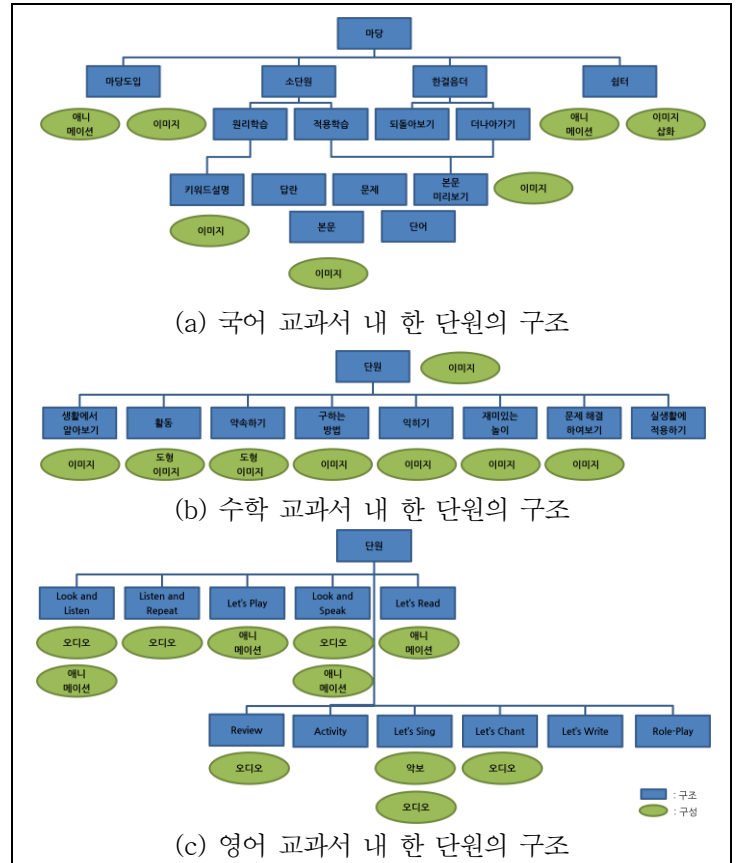 마당
마당도입 소단원 한걸음더 쉼터
애니
메이션
이미지
원리학습 적용학습 되돌아보기 더나아가기
애니
메이션
이미지
삽화
키워드설명 답란 문제
본문
미리보기
이미지
이미지
본문 단어
이미지
(a) 국어 교과서 내 한 단원의 구조
단원 이미지
생활에서
알아보기
활동 약속하기
구하는
방법
익히기
재미있는
놀이
문제 해결
하여보기
실생활에
적용하기
이미지
도형
이미지
도형
이미지
이미지 이미지 이미지 이미지
(b) 수학 교과서 내 한 단원의 구조
단원
Look and
Listen
Listen and
Repeat
Let's Play
Look and
Speak
Let's Read
오디오 오디오
애니
메이션
오디오
애니
메이션
애니
메이션
애니
메이션
Review Activity Let's Sing Let's Chant Let's Write Role-Play
오디오 악보 오디오
오디오
: 구조
: 구성
(c) 영어 교과서 내 한 단원의 구조